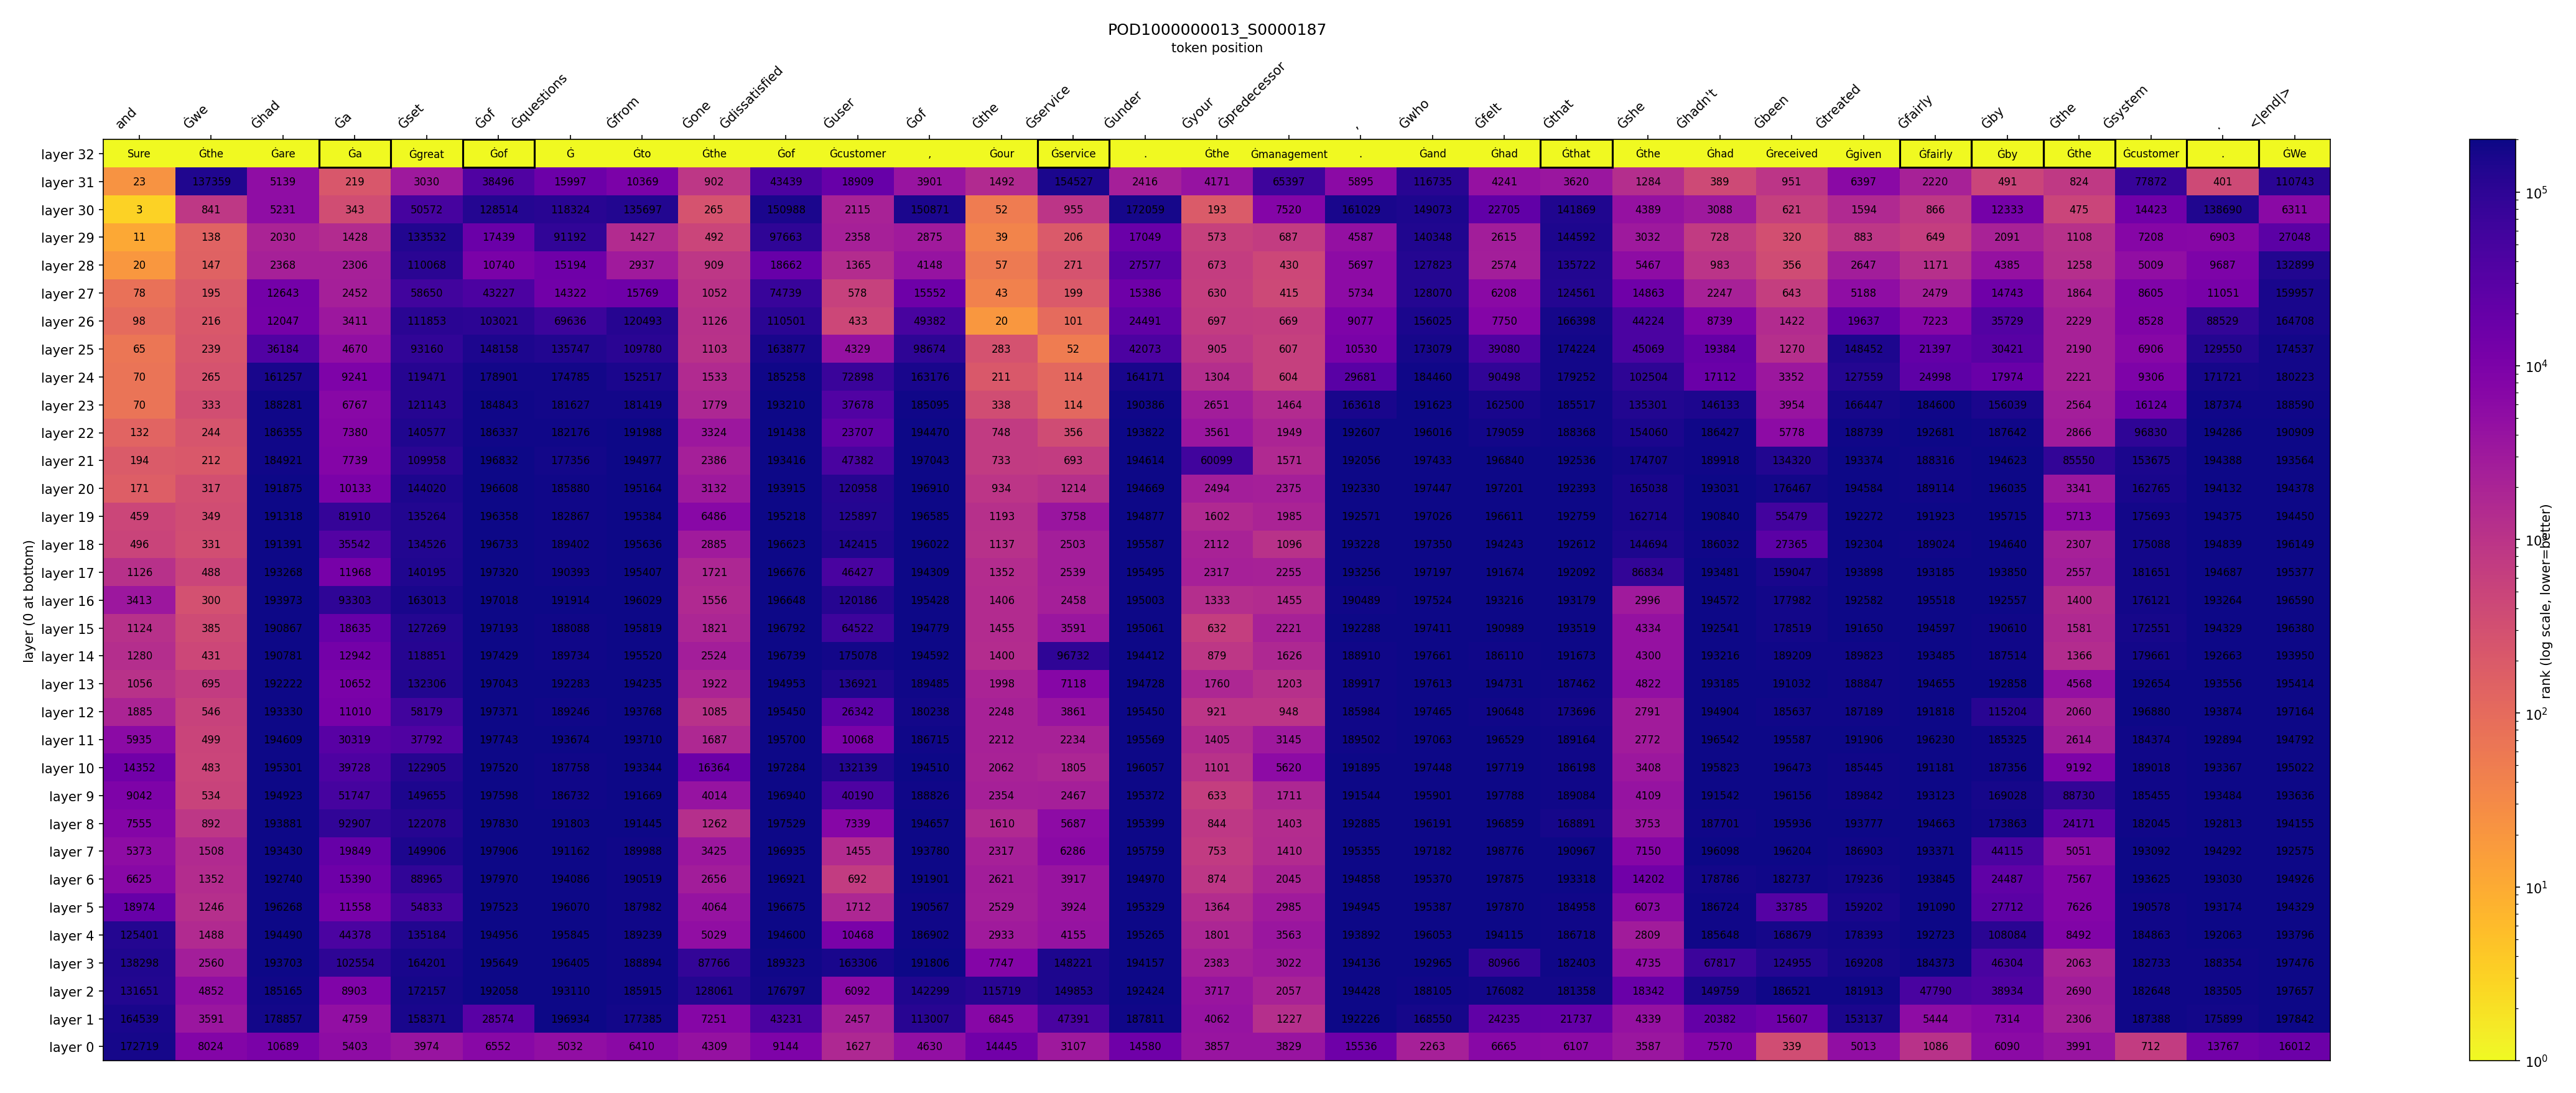 POD1000000013_S0000187
token position
and Ġwe Ġhad Ġa Ġset Ġof Ġquestions Ġfrom Ġone Ġdissatisfied Ġuser Ġof Ġthe Ġservice Ġunder Ġyour Ġpredecessor , Ġwho Ġfelt Ġthat Ġshe Ġhadn't Ġbeen Ġtreated Ġfairly Ġby Ġthe Ġsystem . <|end|>
layer 32 Sure Ġthe Ġare Ġa Ġgreat Ġof Ġ Ġto Ġthe Ġof Ġcustomer , Ġour Ġservice . Ġthe Ġmanagement . Ġand Ġhad Ġthat Ġthe Ġhad Ġreceived Ġgiven Ġfairly Ġby Ġthe Ġcustomer . ĠWe
layer 31 23 137359 5139 219 3030 38496 15997 10369 902 43439 18909 3901 1492 154527 2416 4171 65397 5895 116735 4241 3620 1284 389 951 6397 2220 491 824 77872 401 110743
layer 30 3 841 5231 343 50572 128514 118324 135697 265 150988 2115 150871 52 955 172059 193 7520 161029 149073 22705 141869 4389 3088 621 1594 866 12333 475 14423 138690 6311
layer 29 11 138 2030 1428 133532 17439 91192 1427 492 97663 2358 2875 39 206 17049 573 687 4587 140348 2615 144592 3032 728 320 883 649 2091 1108 7208 6903 27048
layer 28 20 147 2368 2306 110068 10740 15194 2937 909 18662 1365 4148 57 271 27577 673 430 5697 127823 2574 135722 5467 983 356 2647 1171 4385 1258 5009 9687 132899
layer 27 78 195 12643 2452 58650 43227 14322 15769 1052 74739 578 15552 43 199 15386 630 415 5734 128070 6208 124561 14863 2247 643 5188 2479 14743 1864 8605 11051 159957
layer 26 98 216 12047 3411 111853 103021 69636 120493 1126 110501 433 49382 20 101 24491 697 669 9077 156025 7750 166398 44224 8739 1422 19637 7223 35729 2229 8528 88529 164708
layer 25 65 239 36184 4670 93160 148158 135747 109780 1103 163877 4329 98674 283 52 42073 905 607 10530 173079 39080 174224 45069 19384 1270 148452 21397 30421 2190 6906 129550 174537
layer 24 70 265 161257 9241 119471 178901 174785 152517 1533 185258 72898 163176 211 114 164171 1304 604 29681 184460 90498 179252 102504 17112 3352 127559 24998 17974 2221 9306 171721 180223
layer 23 70 333 188281 6767 121143 184843 181627 181419 1779 193210 37678 185095 338 114 190386 2651 1464 163618 191623 162500 185517 135301 146133 3954 166447 184600 156039 2564 16124 187374 188590
layer 22 132 244 186355 7380 140577 186337 182176 191988 3324 191438 23707 194470 748 356 193822 3561 1949 192607 196016 179059 188368 154060 186427 5778 188739 192681 187642 2866 96830 194286 190909
layer 21 194 212 184921 7739 109958 196832 177356 194977 2386 193416 47382 197043 733 693 194614 60099 1571 192056 197433 196840 192536 174707 189918 134320 193374 188316 194623 85550 153675 194388 193564
layer 20 171 317 191875 10133 144020 196608 185880 195164 3132 193915 120958 196910 934 1214 194669 2494 2375 192330 197447 197201 192393 165038 193031 176467 194584 189114 196035 3341 162765 194132 194378
layer 19 459 349 191318 81910 135264 196358 182867 195384 6486 195218 125897 196585 1193 3758 194877 1602 1985 192571 197026 196611 192759 162714 190840 55479 192272 191923 195715 5713 175693 194375 194450
layer 18 496 331 191391 35542 134526 196733 189402 195636 2885 196623 142415 196022 1137 2503 195587 2112 1096 193228 197350 194243 192612 144694 186032 27365 192304 189024 194640 2307 175088 194839 196149
layer 17 1126 488 193268 11968 140195 197320 190393 195407 1721 196676 46427 194309 1352 2539 195495 2317 2255 193256 197197 191674 192092 86834 193481 159047 193898 193185 193850 2557 181651 194687 195377
layer 16 3413 300 193973 93303 163013 197018 191914 196029 1556 196648 120186 195428 1406 2458 195003 1333 1455 190489 197524 193216 193179 2996 194572 177982 192582 195518 192557 1400 176121 193264 196590
layer 15 1124 385 190867 18635 127269 197193 188088 195819 1821 196792 64522 194779 1455 3591 195061 632 2221 192288 197411 190989 193519 4334 192541 178519 191650 194597 190610 1581 172551 194329 196380
layer 14 1280 431 190781 12942 118851 197429 189734 195520 2524 196739 175078 194592 1400 96732 194412 879 1626 188910 197661 186110 191673 4300 193216 189209 189823 193485 187514 1366 179661 192663 193950
layer 13 1056 695 192222 10652 132306 197043 192283 194235 1922 194953 136921 189485 1998 7118 194728 1760 1203 189917 197613 194731 187462 4822 193185 191032 188847 194655 192858 4568 192654 193556 195414
layer 12 1885 546 193330 11010 58179 197371 189246 193768 1085 195450 26342 180238 2248 3861 195450 921 948 185984 197465 190648 173696 2791 194904 185637 187189 191818 115204 2060 196880 193874 197164
layer 11 5935 499 194609 30319 37792 197743 193674 193710 1687 195700 10068 186715 2212 2234 195569 1405 3145 189502 197063 196529 189164 2772 196542 195587 191906 196230 185325 2614 184374 192894 194792
layer 10 14352 483 195301 39728 122905 197520 187758 193344 16364 197284 132139 194510 2062 1805 196057 1101 5620 191895 197448 197719 186198 3408 195823 196473 185445 191181 187356 9192 189018 193367 195022
layer 9 9042 534 194923 51747 149655 197598 186732 191669 4014 196940 40190 188826 2354 2467 195372 633 1711 191544 195901 197788 189084 4109 191542 196156 189842 193123 169028 88730 185455 193484 193636
layer 8 7555 892 193881 92907 122078 197830 191803 191445 1262 197529 7339 194657 1610 5687 195399 844 1403 192885 196191 196859 168891 3753 187701 195936 193777 194663 173863 24171 182045 192813 194155
layer 7 5373 1508 193430 19849 149906 197906 191162 189988 3425 196935 1455 193780 2317 6286 195759 753 1410 195355 197182 198776 190967 7150 196098 196204 186903 193371 44115 5051 193092 194292 192575
layer 6 6625 1352 192740 15390 88965 197970 194086 190519 2656 196921 692 191901 2621 3917 194970 874 2045 194858 195370 197875 193318 14202 178786 182737 179236 193845 24487 7567 193625 193030 194926
layer 5 18974 1246 196268 11558 54833 197523 196070 187982 4064 196675 1712 190567 2529 3924 195329 1364 2985 194945 195387 197870 184958 6073 186724 33785 159202 191090 27712 7626 190578 193174 194329
layer 4 125401 1488 194490 44378 135184 194956 195845 189239 5029 194600 10468 186902 2933 4155 195265 1801 3563 193892 196053 194115 186718 2809 185648 168679 178393 192723 108084 8492 184863 192063 193796
layer 3 138298 2560 193703 102554 164201 195649 196405 188894 87766 189323 163306 191806 7747 148221 194157 2383 3022 194136 192965 80966 182403 4735 67817 124955 169208 184373 46304 2063 182733 188354 197476
layer 2 131651 4852 185165 8903 172157 192058 193110 185915 128061 176797 6092 142299 115719 149853 192424 3717 2057 194428 188105 176082 181358 18342 149759 186521 181913 47790 38934 2690 182648 183505 197657
layer 1 164539 3591 178857 4759 158371 28574 196934 177385 7251 43231 2457 113007 6845 47391 187811 4062 1227 192226 168550 24235 21737 4339 20382 15607 153137 5444 7314 2306 187388 175899 197842
layer 0 172719 8024 10689 5403 3974 6552 5032 6410 4309 9144 1627 4630 14445 3107 14580 3857 3829 15536 2263 6665 6107 3587 7570 339 5013 1086 6090 3991 712 13767 16012
layer (0 at bottom)
10^5
10^4
10^3
10^2
10^1
10^0
rank (log scale, lower=better)